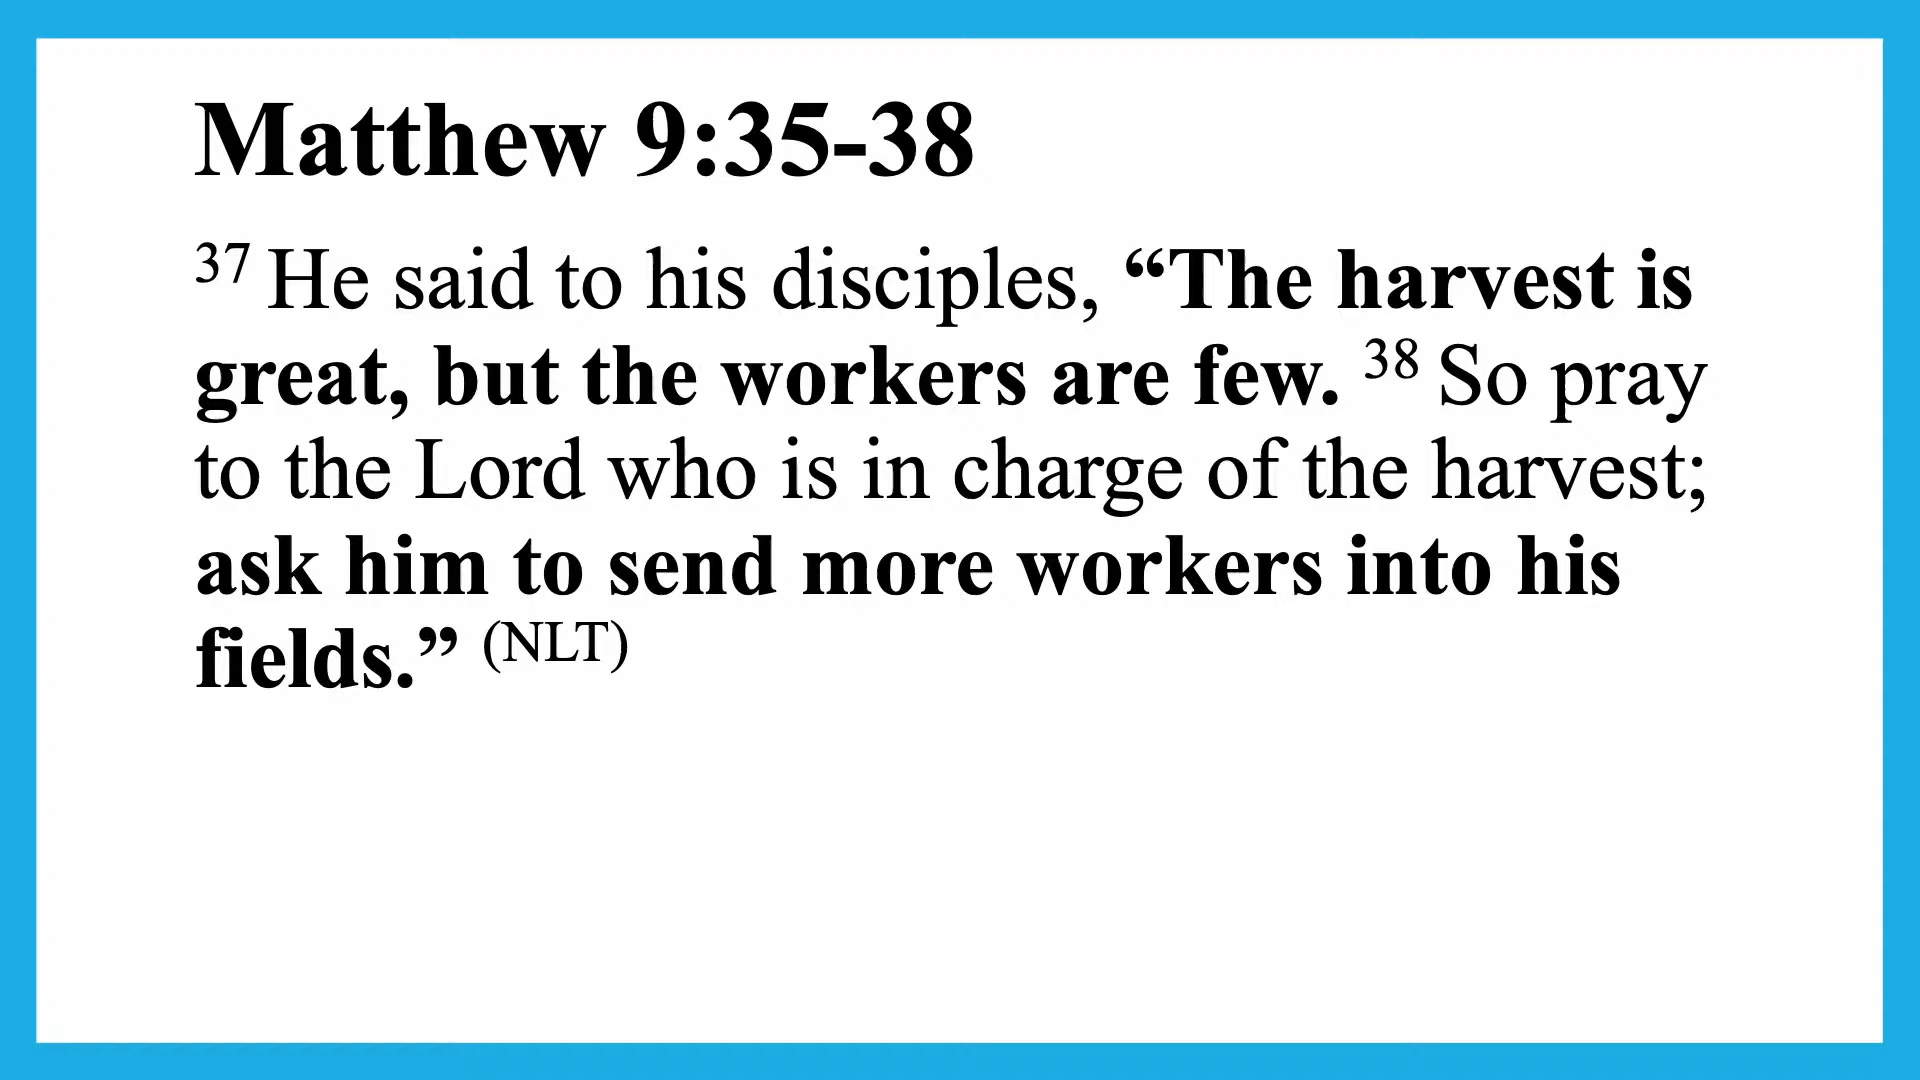 Matthew 9:35-38
37 He said to his disciples, “The harvest is
great, but the workers are few. 38 So pray
to the Lord who is in charge of the harvest;
ask him to send more workers into his
fields.” (NLT)